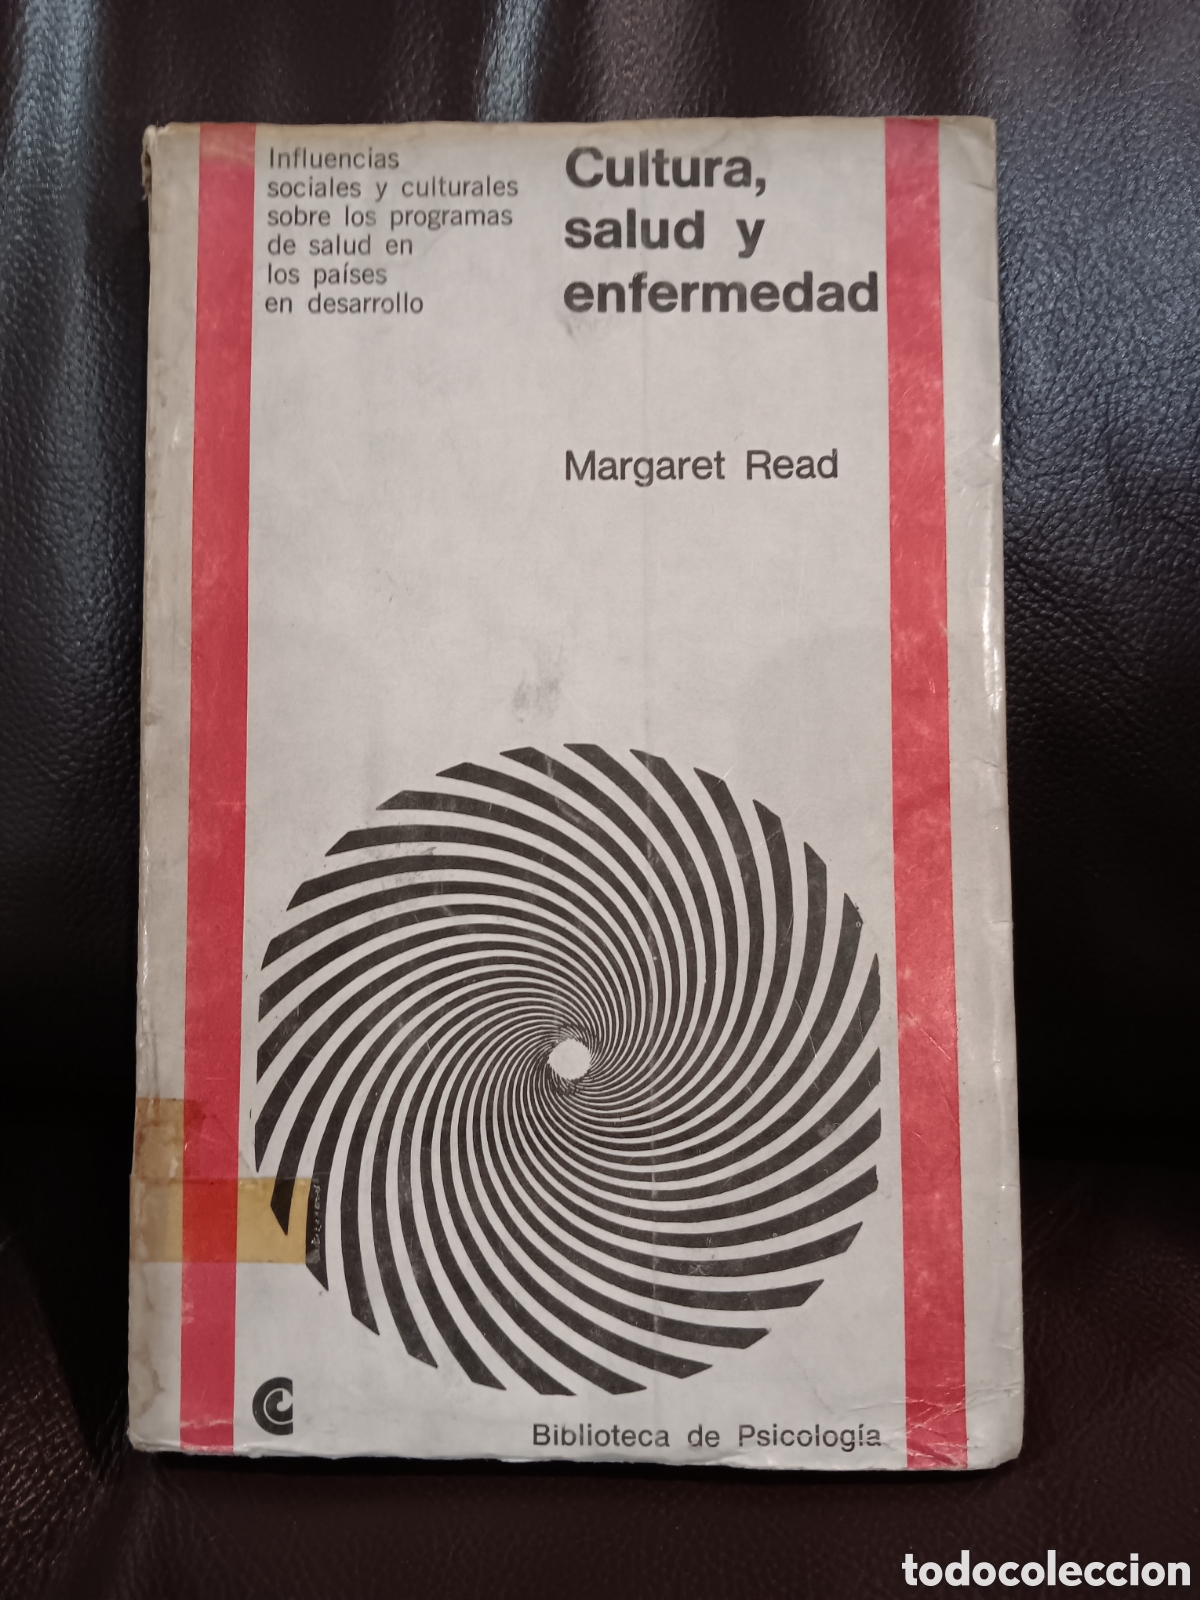 Influencias
sociales y culturales
sobre los programas
de salud en
los países
en desarrollo
Cultura,
salud y
enfermedad
Margaret Read
Biblioteca de Psicología
todocoleccion